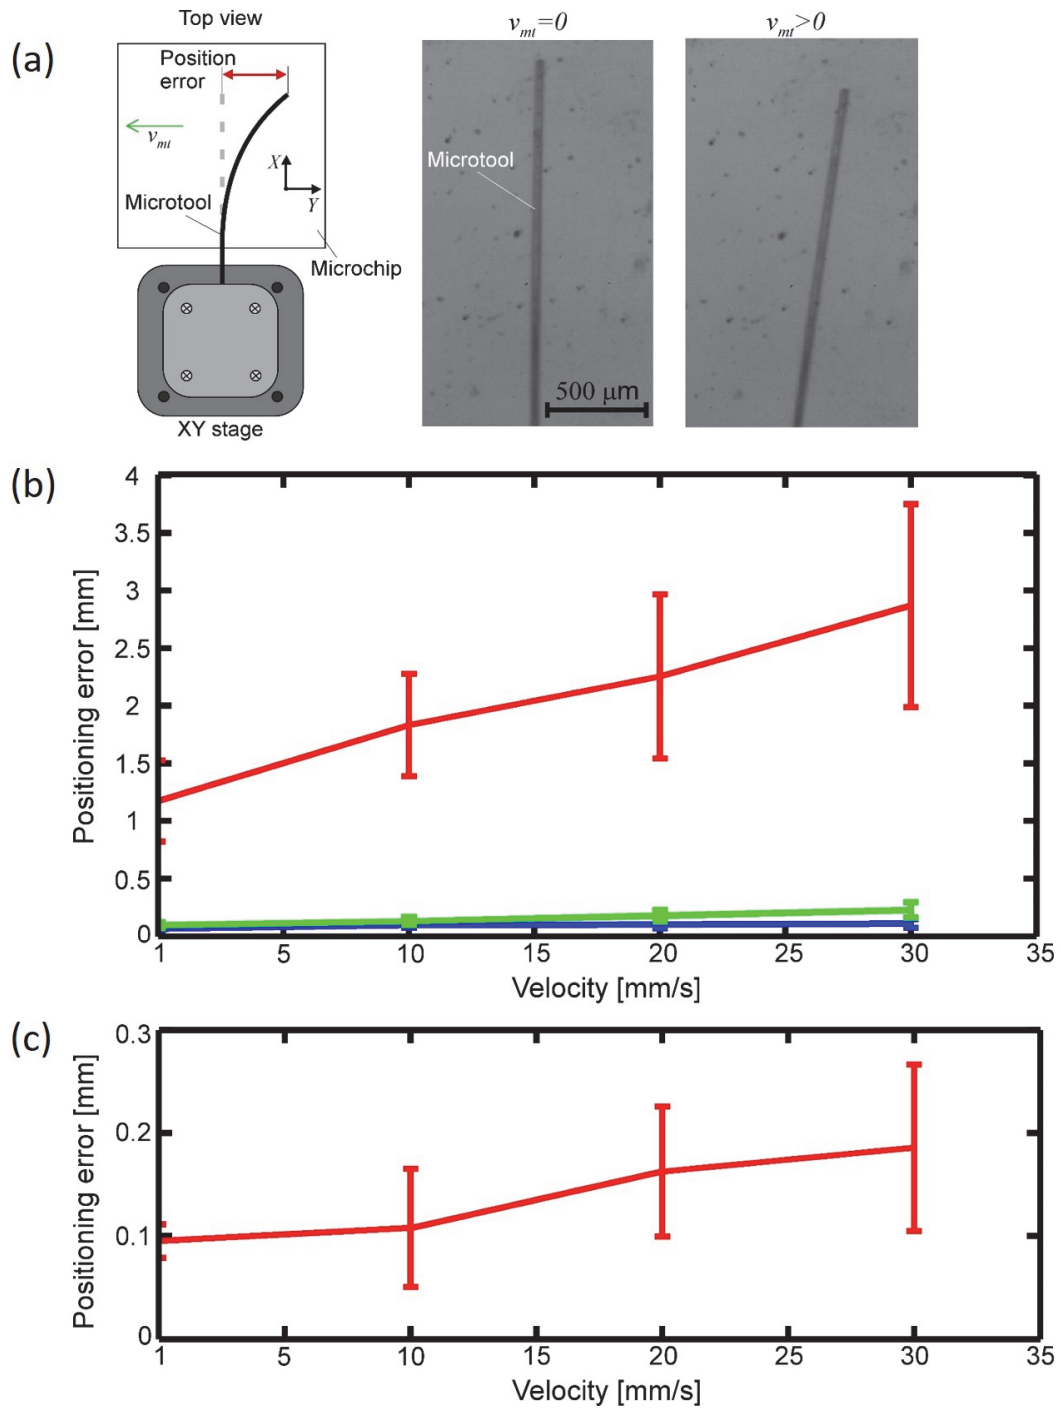 (a)
Top view
Position
error
v_mt
X
Y
Microtool
Microchip
XY stage
v_mt=0
Microtool
500 µm
v_mt>0
(b)
Positioning error [mm]
4
3.5
3
2.5
2
1.5
1
0.5
0
1 5 10 15 20 25 30 35
Velocity [mm/s]
(c)
Positioning error [mm]
0.3
0.2
0.1
0
1 5 10 15 20 25 30 35
Velocity [mm/s]